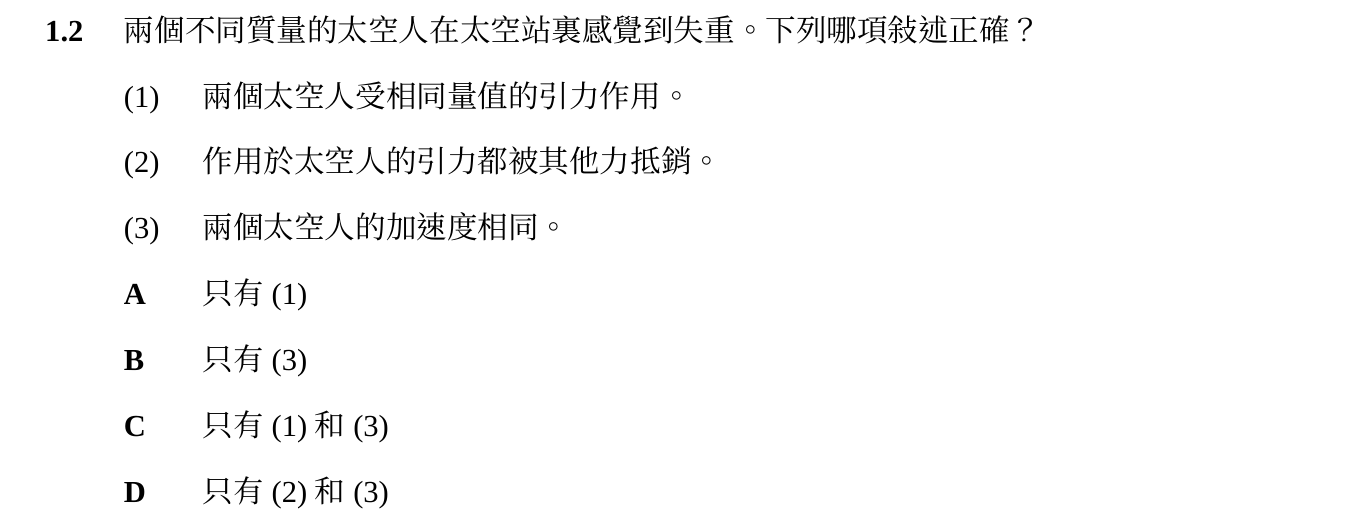 1.2 兩個不同質量的太空人在太空站裏感覺到失重。下列哪項敍述正確？
(1) 兩個太空人受相同量值的引力作用。
(2) 作用於太空人的引力都被其他力抵銷。
(3) 兩個太空人的加速度相同。
A 只有 (1)
B 只有 (3)
C 只有 (1) 和 (3)
D 只有 (2) 和 (3)